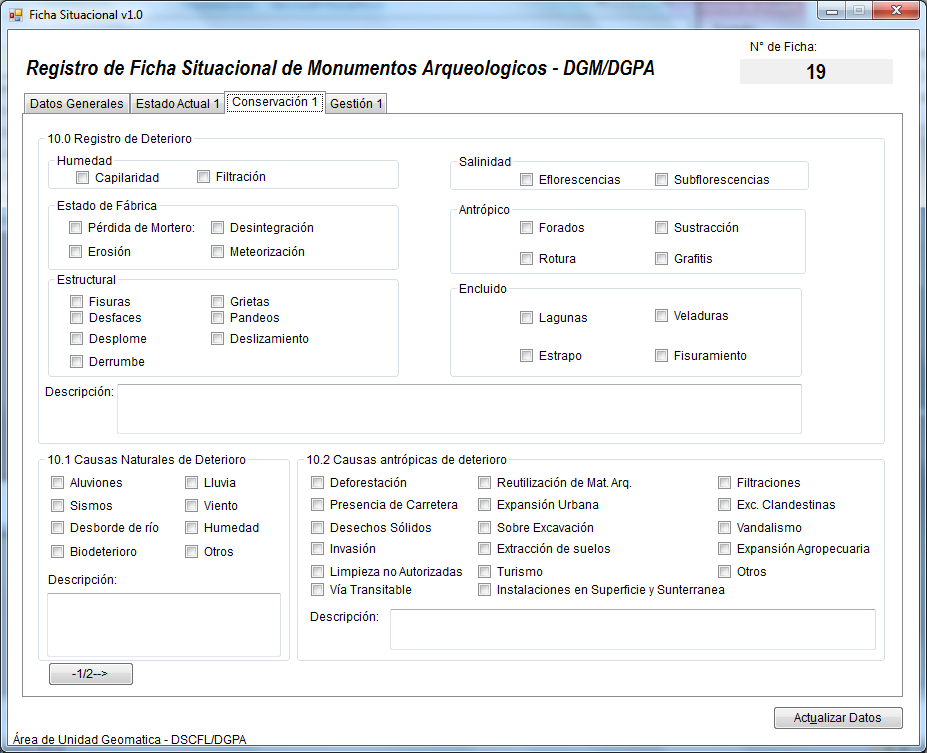 Ficha Situacional v1.0
N° de Ficha:
Registro de Ficha Situacional de Monumentos Arqueologicos - DGM/DGPA
19
Datos Generales Estado Actual 1 Conservación 1 Gestión 1
10.0 Registro de Deterioro
Humedad
Capilaridad Filtración
Salinidad
Eflorescencias Subflorescencias
Estado de Fábrica
Pérdida de Mortero: Desintegración
Erosión Meteorización
Antrópico
Forados Sustracción
Rotura Grafitis
Estructural
Fisuras Grietas
Desfaces Pandeos
Desplome Deslizamiento
Derrumbe
Encluido
Lagunas Veladuras
Estrapo Fisuramiento
Descripción:
10.1 Causas Naturales de Deterioro
Aluviones Lluvia
Sismos Viento
Desborde de río Humedad
Biodeterioro Otros
Descripción:
10.2 Causas antrópicas de deterioro
Deforestación Reutilización de Mat. Arq. Filtraciones
Presencia de Carretera Expansión Urbana Exc. Clandestinas
Desechos Sólidos Sobre Excavación Vandalismo
Invasión Extracción de suelos Expansión Agropecuaria
Limpieza no Autorizadas Turismo Otros
Vía Transitable Instalaciones en Superficie y Sunterranea
Descripción:
-1/2-->
Actualizar Datos
Área de Unidad Geomatica - DSCFL/DGPA